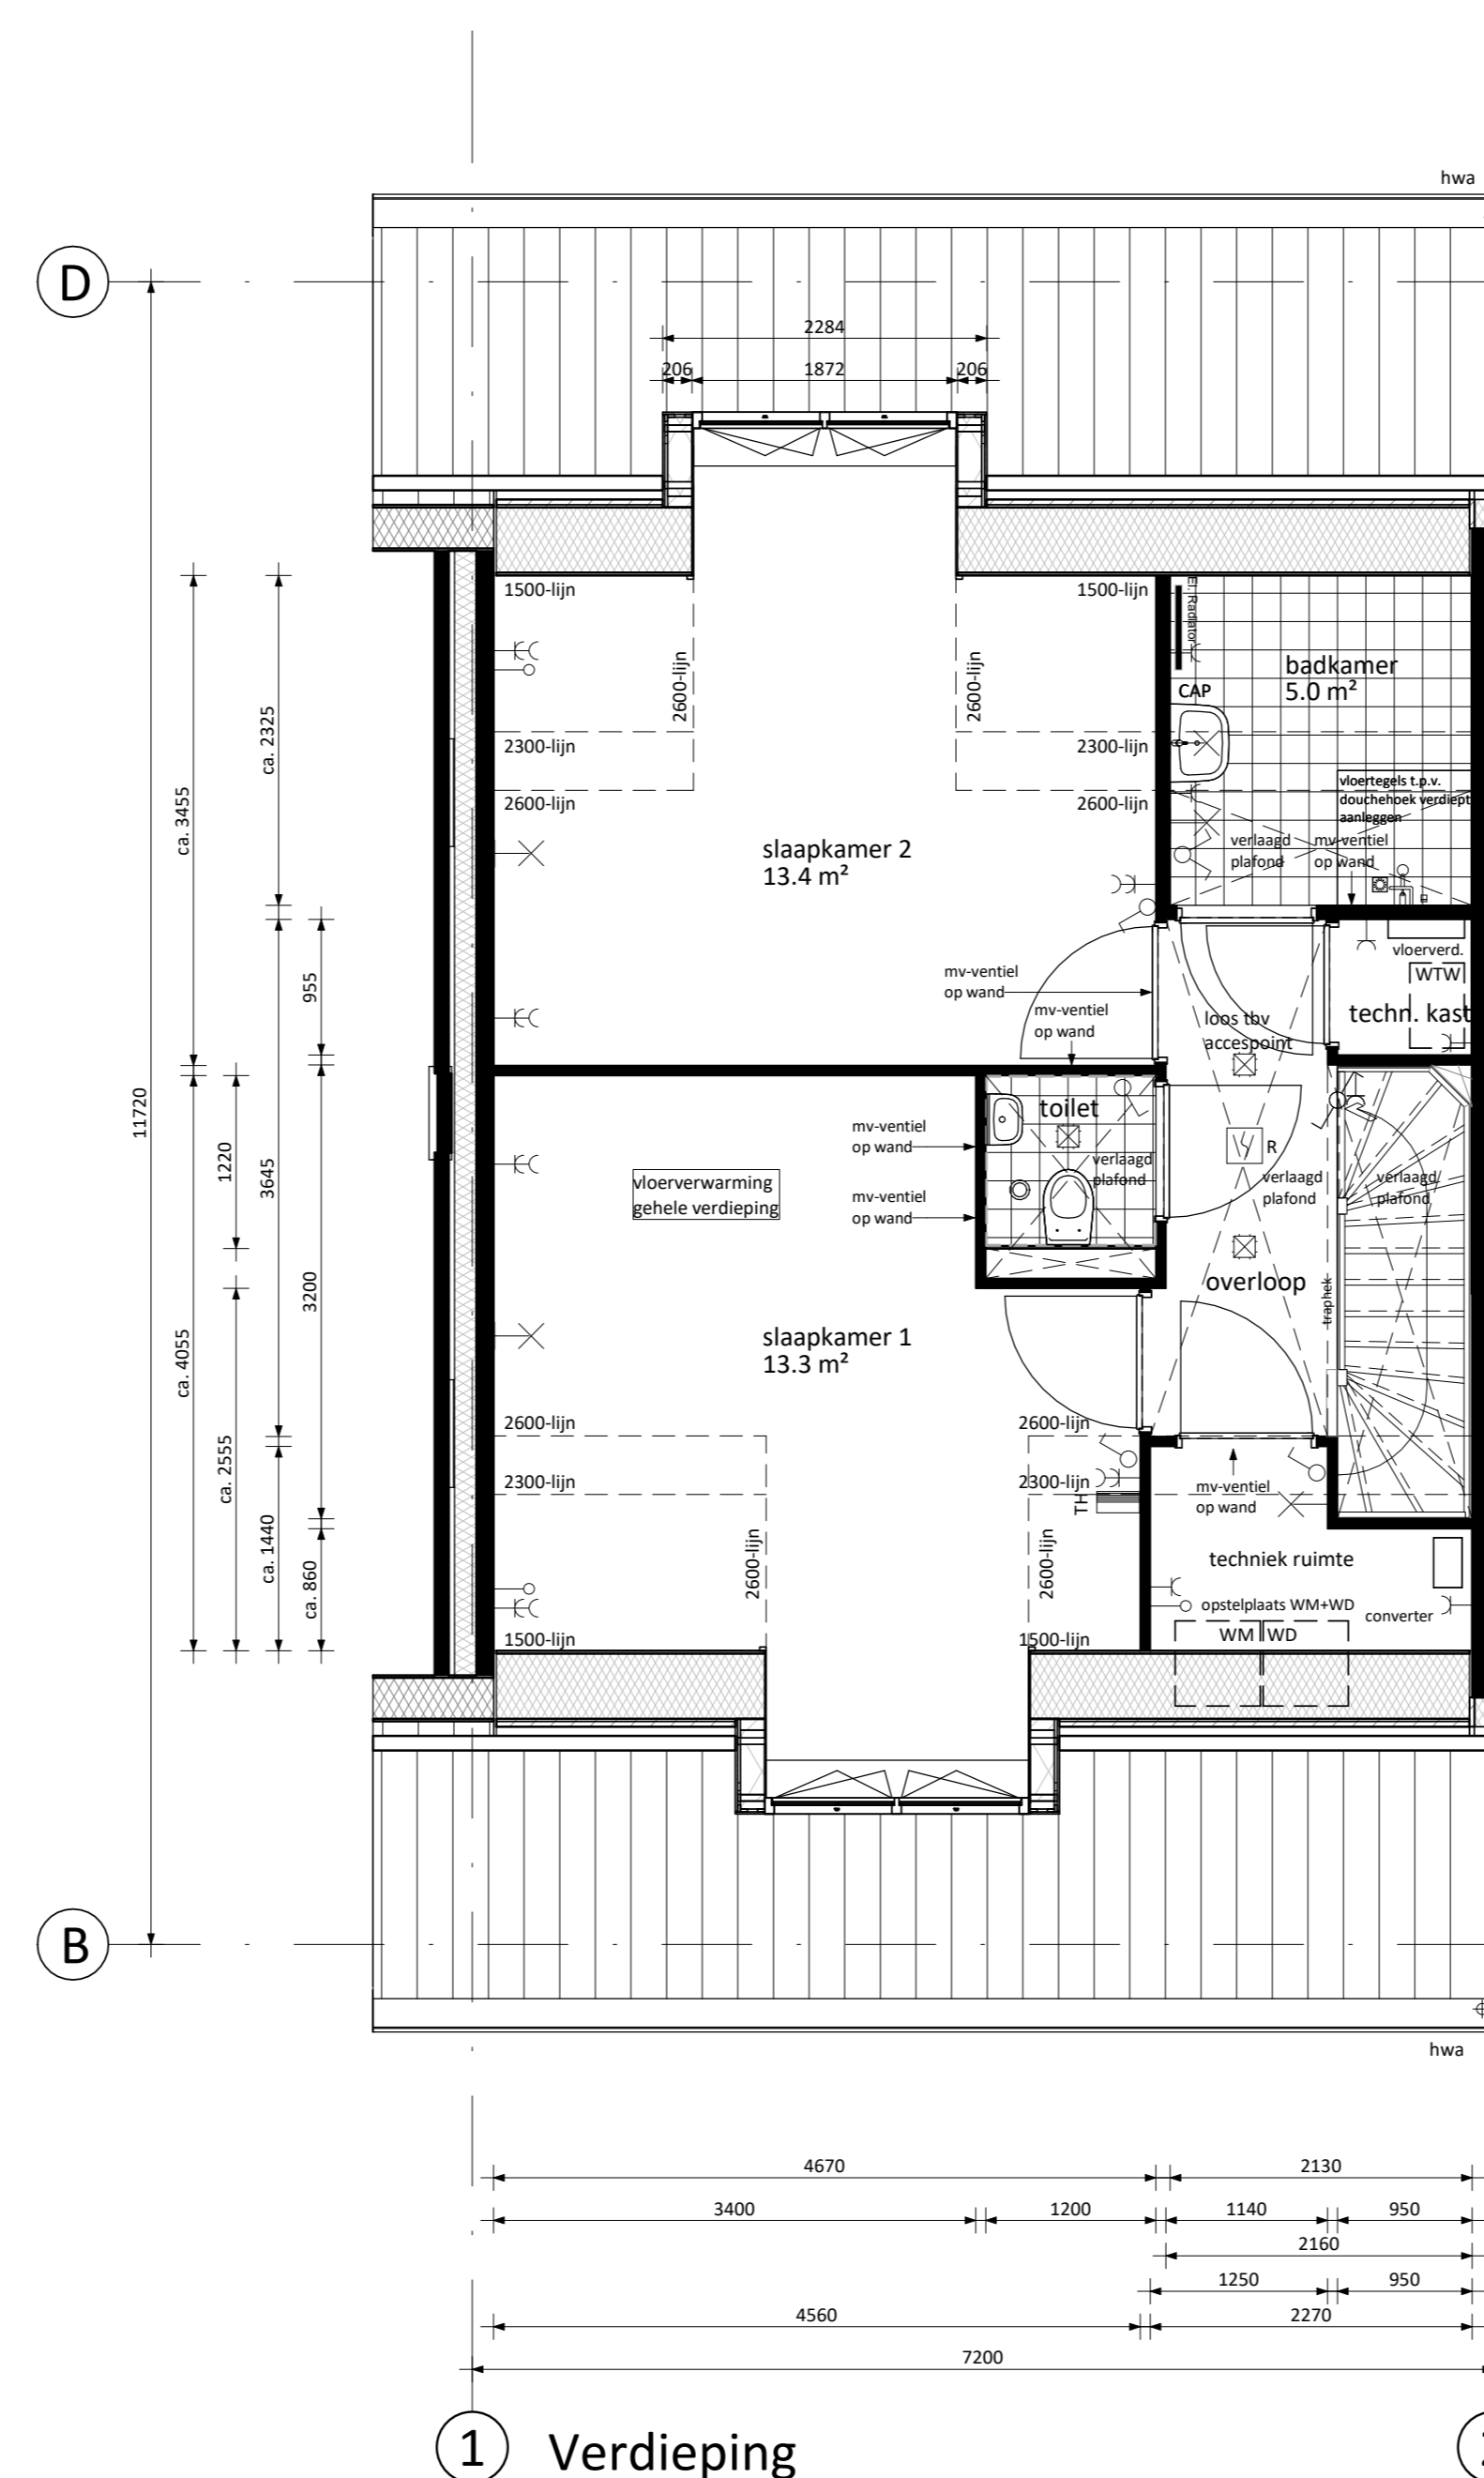 hwa
D
2284
206 1872 206
1500-lijn
1500-lijn
El. Radiator
badkamer
5.0 m²
CAP
2600-lijn
2600-lijn
2300-lijn
2300-lijn
2600-lijn
2600-lijn
vloertegels t.p.v.
douchehoek verdiept
aanleggen
verlaagd
plafond
mv-ventiel
op wand
slaapkamer 2
13.4 m²
ca. 3455
ca. 2325
955
mv-ventiel
op wand
mv-ventiel
op wand
loos tbv
accespoint
vloerverd.
WTW
techn. kast
11720
1220
3645
3200
ca. 4055
ca. 2555
ca. 1440
ca. 860
toilet
mv-ventiel
op wand
verlaagd
plafond
R
verlaagd
plafond
verlaagd
plafond
vloerverwarming
gehele verdieping
mv-ventiel
op wand
overloop
traphek
slaapkamer 1
13.3 m²
2600-lijn
2600-lijn
2300-lijn
2300-lijn
TH
mv-ventiel
op wand
2600-lijn
2600-lijn
techniek ruimte
opstelplaats WM+WD
converter
WM WD
1500-lijn
1500-lijn
B
hwa
4670 2130
3400 1200 1140 950
2160
1250 950
4560 2270
7200
1 Verdieping